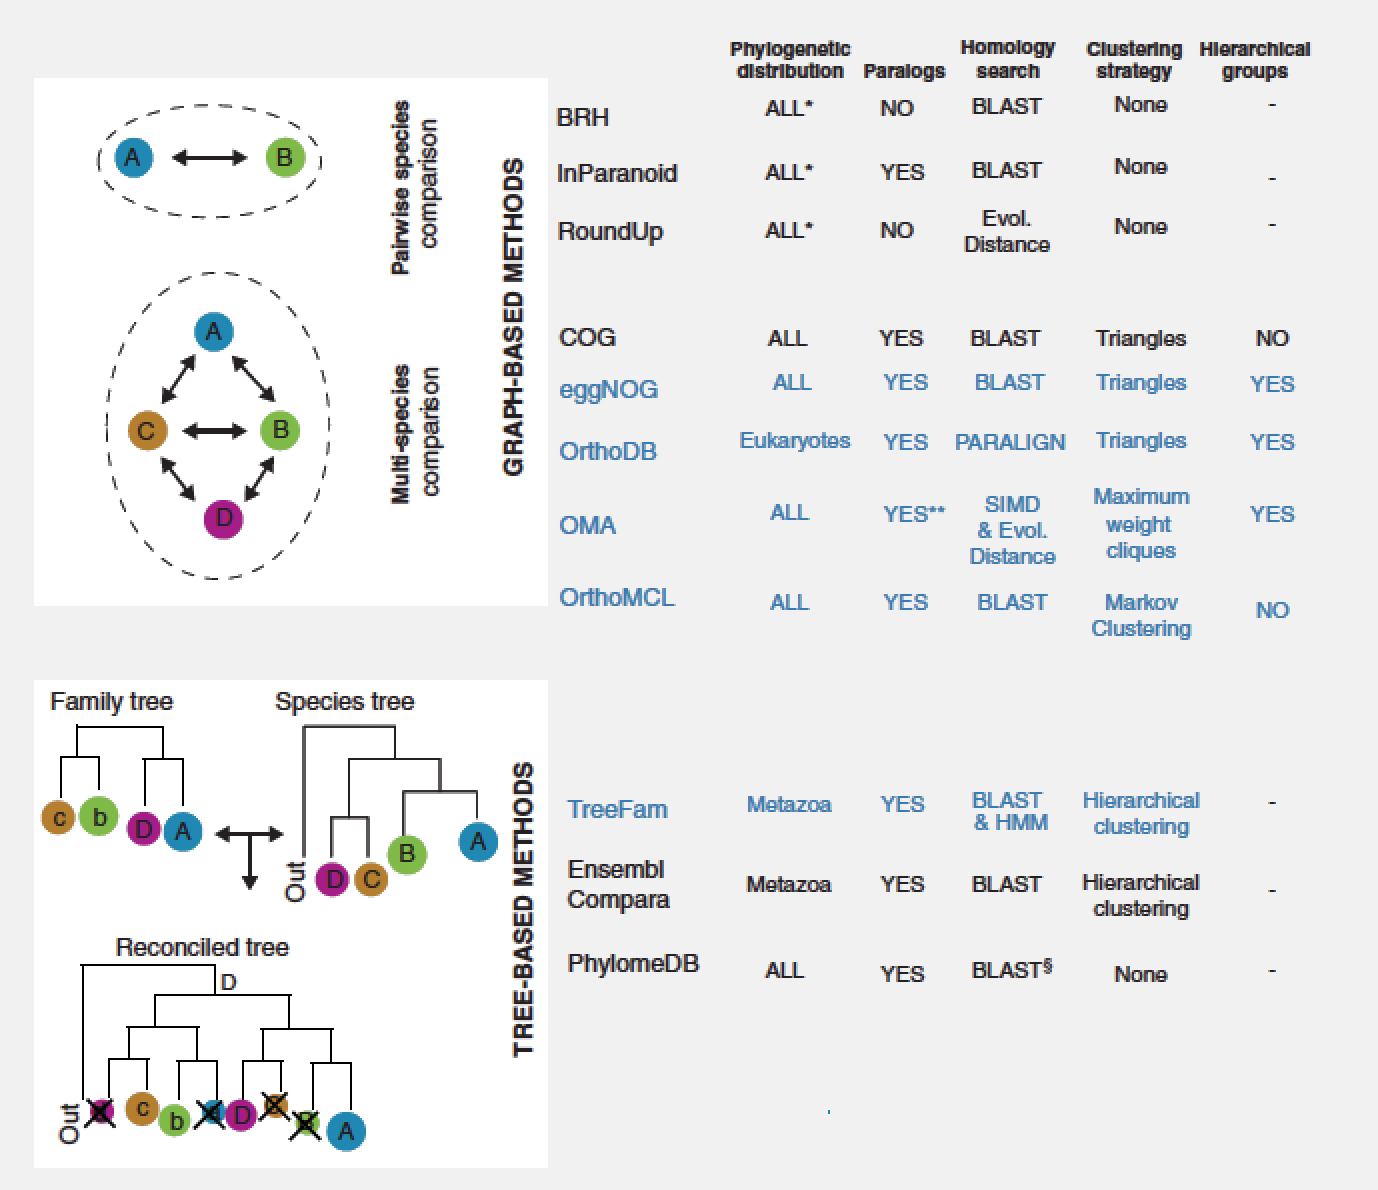 Phylogenetic distribution
Paralogs
Homology search
Clustering strategy
Hierarchical groups
A
B
Pairwise species
comparison
GRAPH-BASED METHODS
BRH ALL* NO BLAST None -
InParanoid ALL* YES BLAST None -
RoundUp ALL* NO Evol. Distance None -
A
C
B
D
Multi-species
comparison
COG ALL YES BLAST Triangles NO
eggNOG ALL YES BLAST Triangles YES
OrthoDB Eukaryotes YES PARALIGN Triangles YES
OMA ALL YES** SIMD & Evol. Distance Maximum weight cliques YES
OrthoMCL ALL YES BLAST Markov Clustering NO
Family tree
c b D A
Species tree
Out D C B A
TREE-BASED METHODS
TreeFam Metazoa YES BLAST & HMM Hierarchical clustering -
Ensembl Compara Metazoa YES BLAST Hierarchical clustering -
PhylomeDB ALL YES BLAST§ None -
Reconciled tree
D
Out c b D A